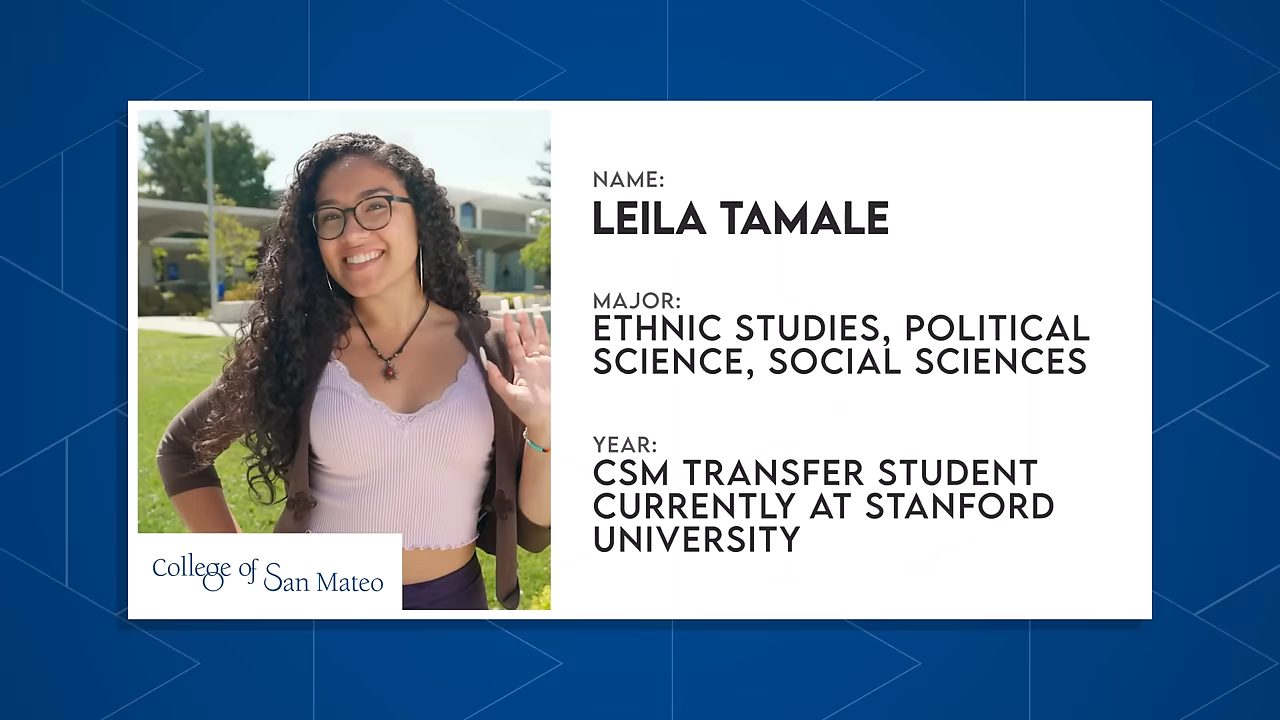 NAME:
LEILA TAMALE
MAJOR:
ETHNIC STUDIES, POLITICAL
SCIENCE, SOCIAL SCIENCES
YEAR:
CSM TRANSFER STUDENT
CURRENTLY AT STANFORD
UNIVERSITY
College of San Mateo